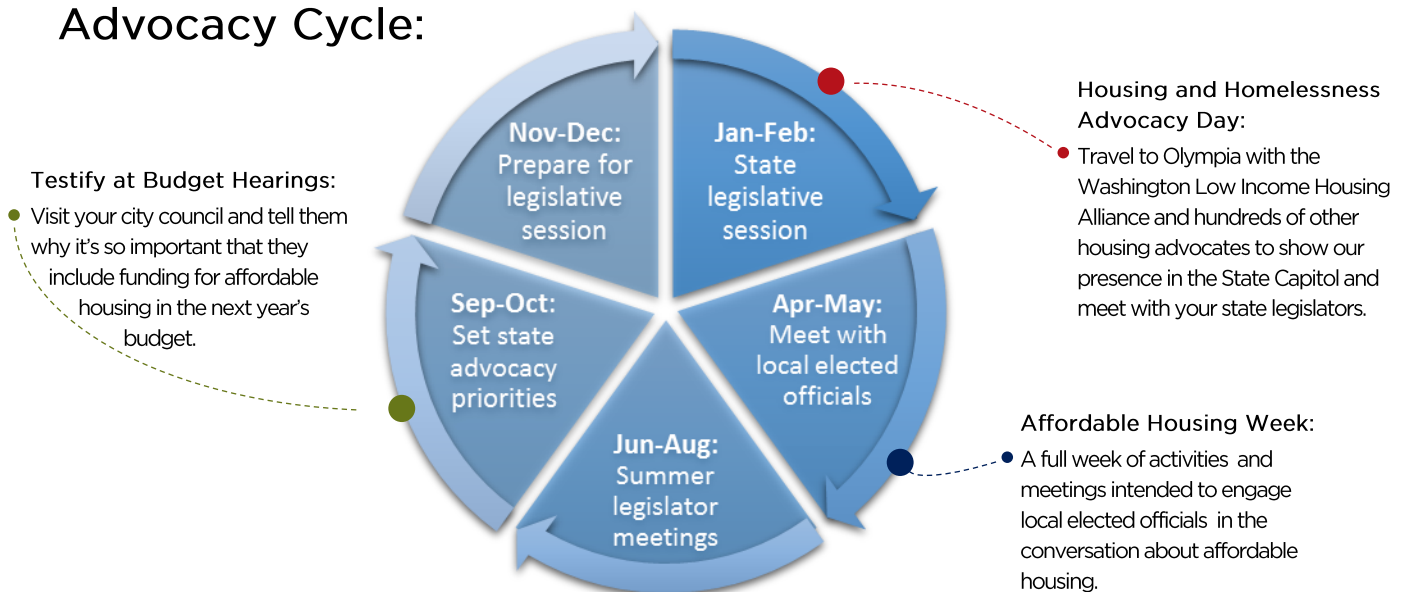 Advocacy Cycle:
Nov-Dec:
Prepare for
legislative
session
Jan-Feb:
State
legislative
session
Housing and Homelessness
Advocacy Day:
Travel to Olympia with the
Washington Low Income Housing
Alliance and hundreds of other
housing advocates to show our
presence in the State Capitol and
meet with your state legislators.
Testify at Budget Hearings:
Visit your city council and tell them
why it's so important that they
include funding for affordable
housing in the next year's
budget.
Sep-Oct:
Set state
advocacy
priorities
Apr-May:
Meet with
local elected
officials
Jun-Aug:
Summer
legislator
meetings
Affordable Housing Week:
A full week of activities and
meetings intended to engage
local elected officials in the
conversation about affordable
housing.